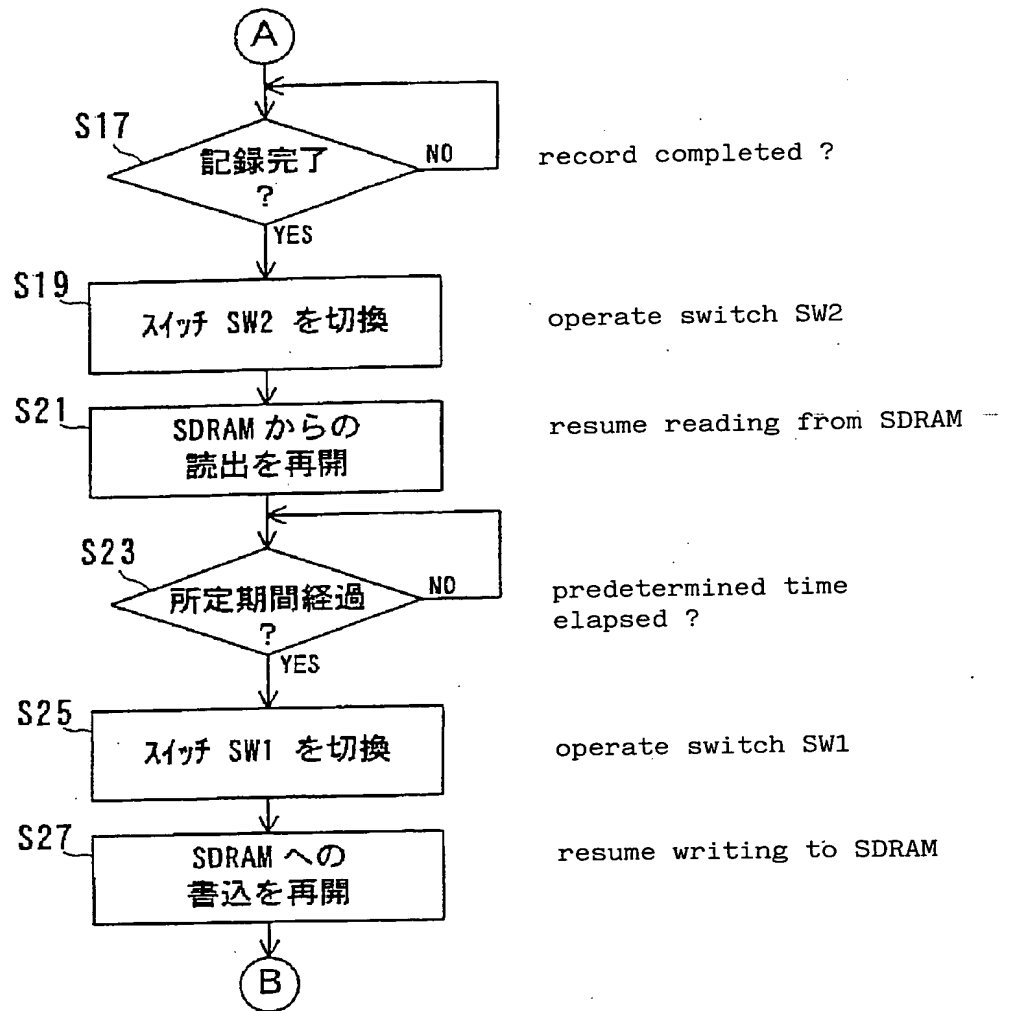 A
S17
記録完了
?
NO
record completed ?
YES
S19
スイッチ SW2 を切換
operate switch SW2
S21
SDRAM からの
読出を再開
resume reading from SDRAM
S23
所定期間経過
?
NO
predetermined time
elapsed ?
YES
S25
スイッチ SW1 を切換
operate switch SW1
S27
SDRAM への
書込を再開
resume writing to SDRAM
B